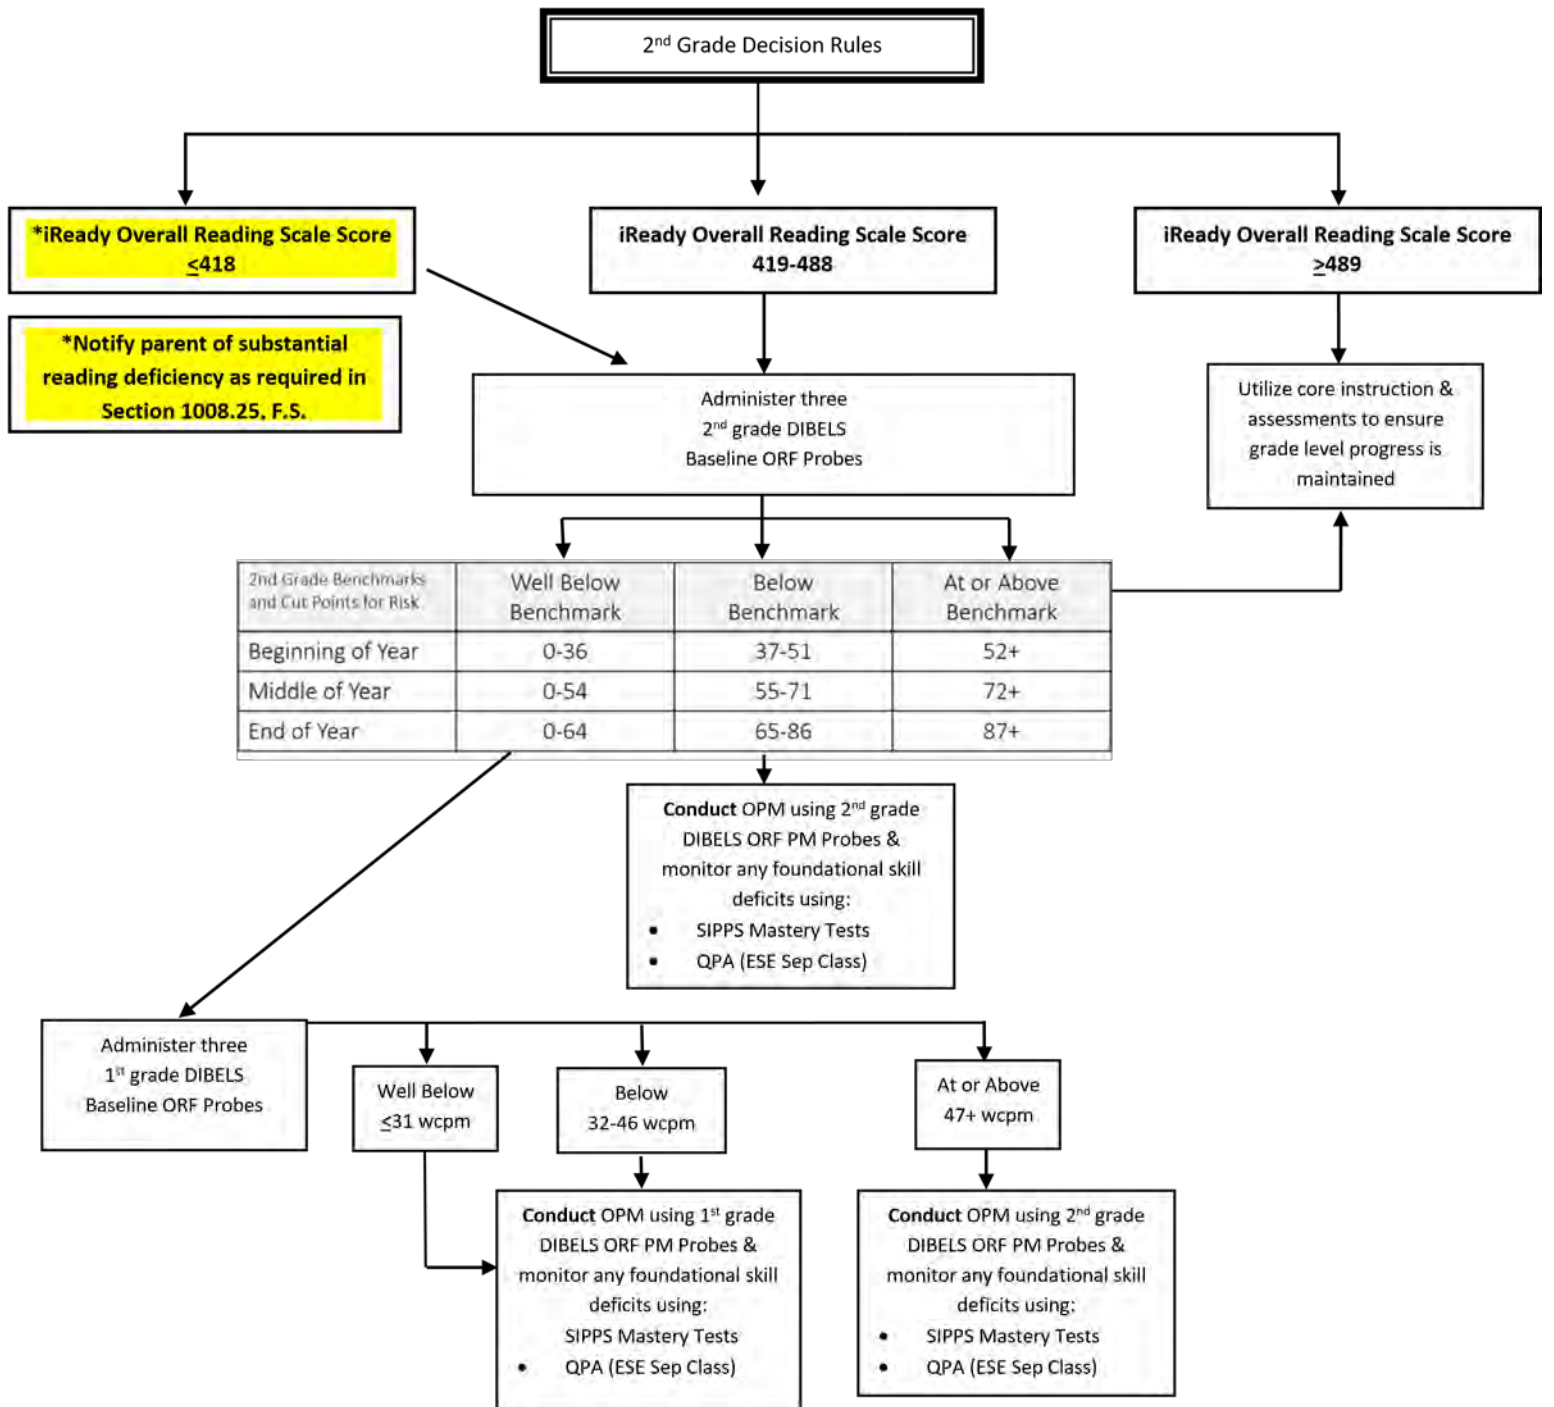 2nd Grade Decision Rules
*iReady Overall Reading Scale Score
≤418
iReady Overall Reading Scale Score
419-488
iReady Overall Reading Scale Score
≥489
*Notify parent of substantial
reading deficiency as required in
Section 1008.25, F.S.
Administer three
2nd grade DIBELS
Baseline ORF Probes
Utilize core instruction &
assessments to ensure
grade level progress is
maintained
2nd Grade Benchmarks
and Cut Points for Risk
Well Below
Benchmark
Below
Benchmark
At or Above
Benchmark
Beginning of Year 0-36 37-51 52+
Middle of Year 0-54 55-71 72+
End of Year 0-64 65-86 87+
Conduct OPM using 2nd grade
DIBELS ORF PM Probes &
monitor any foundational skill
deficits using:
• SIPPS Mastery Tests
• QPA (ESE Sep Class)
Administer three
1st grade DIBELS
Baseline ORF Probes
Well Below
≤31 wcpm
Below
32-46 wcpm
At or Above
47+ wcpm
Conduct OPM using 1st grade
DIBELS ORF PM Probes &
monitor any foundational skill
deficits using:
SIPPS Mastery Tests
• QPA (ESE Sep Class)
Conduct OPM using 2nd grade
DIBELS ORF PM Probes &
monitor any foundational skill
deficits using:
• SIPPS Mastery Tests
• QPA (ESE Sep Class)